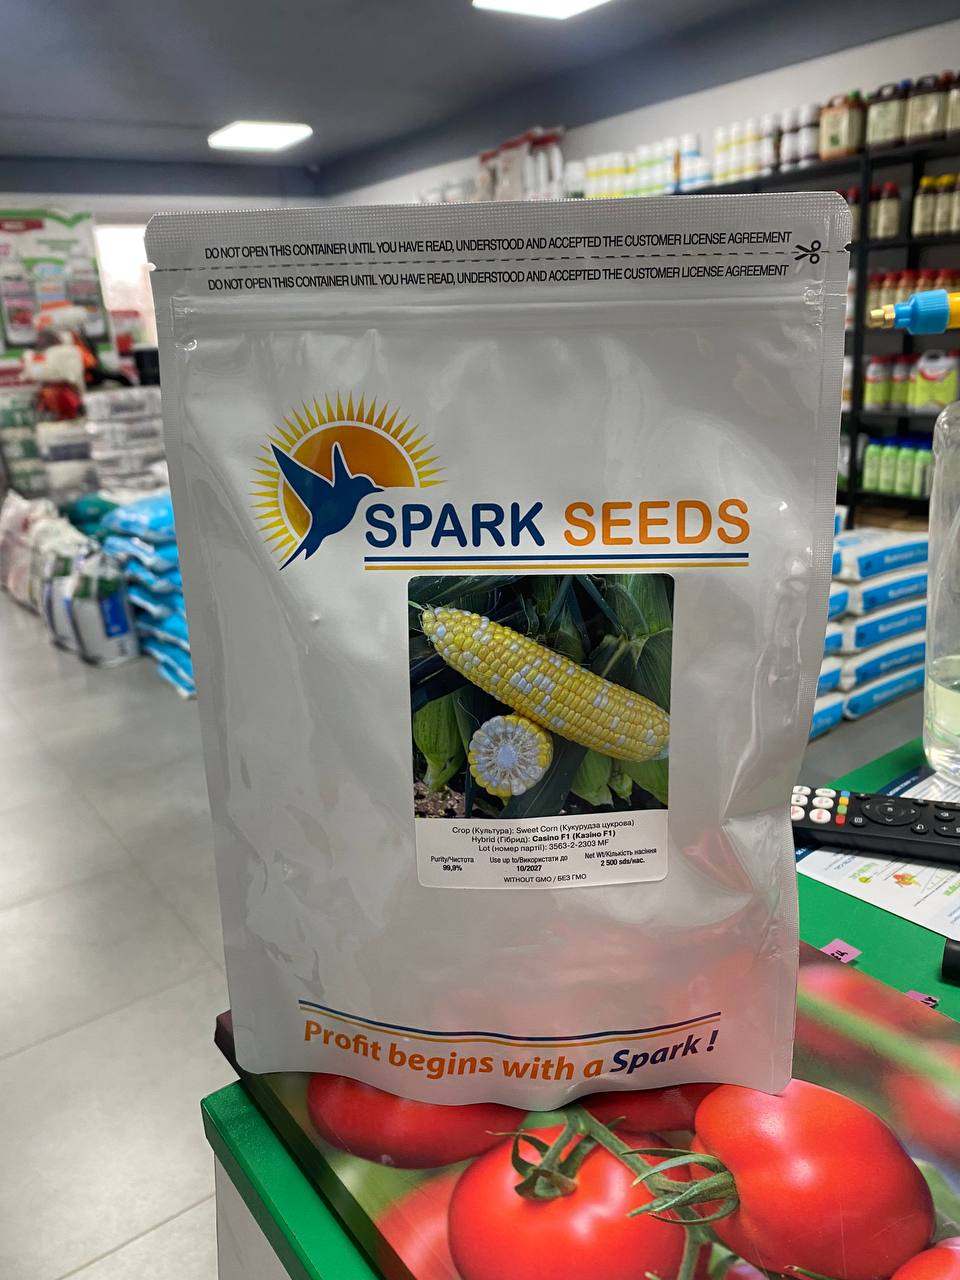 DO NOT OPEN THIS CONTAINER UNTIL YOU HAVE READ, UNDERSTOOD AND ACCEPTED THE CUSTOMER LICENSE AGREEMENT
DO NOT OPEN THIS CONTAINER UNTIL YOU HAVE READ, UNDERSTOOD AND ACCEPTED THE CUSTOMER LICENSE AGREEMENT
SPARK SEEDS
Crop (Культура): Sweet Corn (Кукурудза цукрова)
Hybrid (Гібрид): Casino F1 (Казіно F1)
Lot (номер партії): 3563-2-2303 MF
Purity/Чистота Use up to/Використати до Net Wt/Кількість насіння
99,9% 10/2027 2 500 sds/нас.
WITHOUT GMO / БЕЗ ГМО
Profit begins with a Spark !